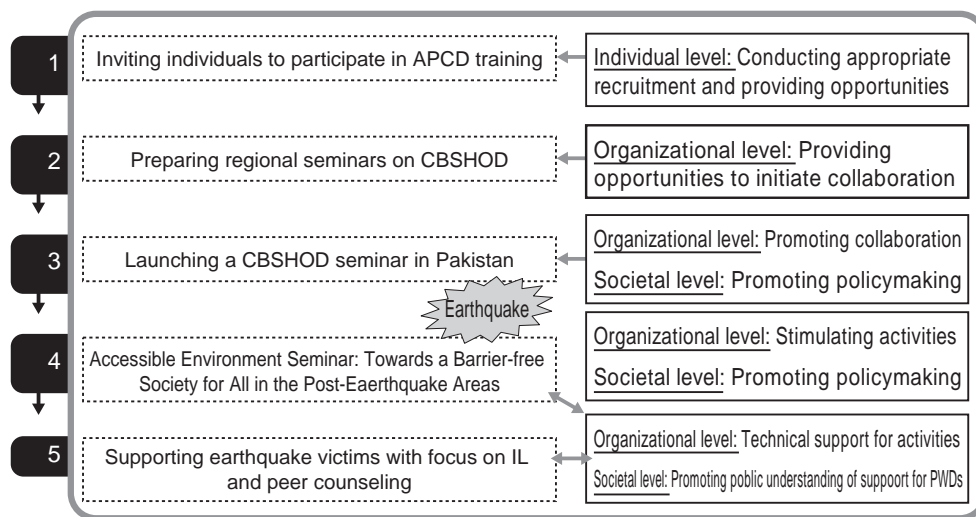 1
Inviting individuals to participate in APCD training
Individual level: Conducting appropriate
recruitment and providing opportunities
2
Preparing regional seminars on CBSHOD
Organizational level: Providing
opportunities to initiate collaboration
3
Launching a CBSHOD seminar in Pakistan
Organizational level: Promoting collaboration
Societal level: Promoting policymaking
Earthquake
4
Accessible Environment Seminar: Towards a Barrier-free
Society for All in the Post-Eaerthquake Areas
Organizational level: Stimulating activities
Societal level: Promoting policymaking
5
Supporting earthquake victims with focus on IL
and peer counseling
Organizational level: Technical support for activities
Societal level: Promoting public understanding of suppoort for PWDs